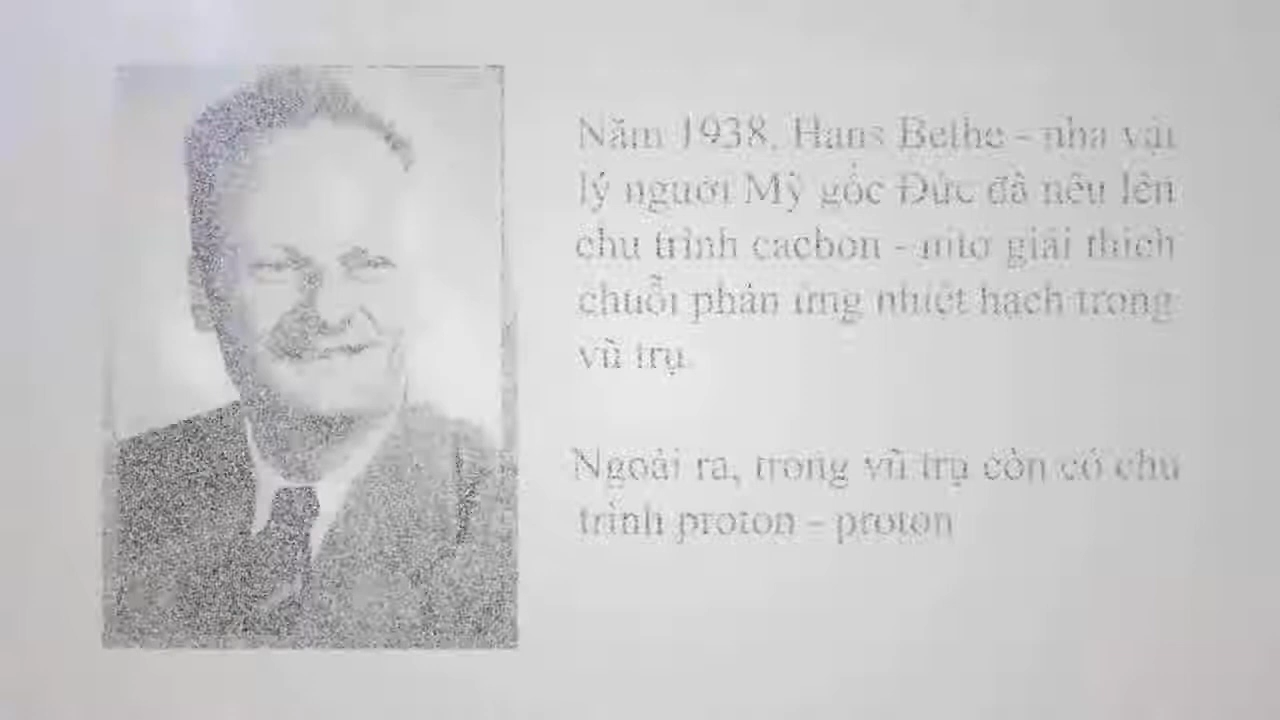 Năm 1938, Hans Bethe - nhà vật
lý người Mỹ gốc Đức đã nêu lên
chu trình cacbon - nitơ giải thích
chuỗi phản ứng nhiệt hạch trong
vũ trụ.
Ngoài ra, trong vũ trụ còn có chu
trình proton - proton